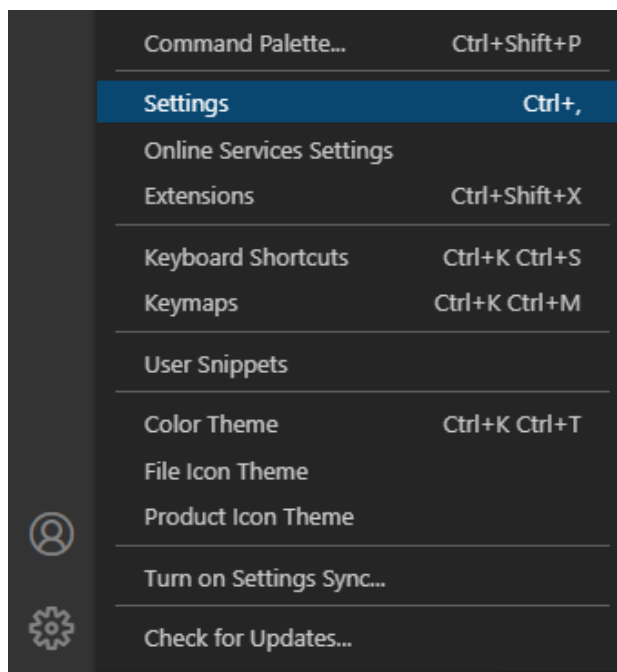 Command Palette... Ctrl+Shift+P
Settings Ctrl+,
Online Services Settings
Extensions Ctrl+Shift+X
Keyboard Shortcuts Ctrl+K Ctrl+S
Keymaps Ctrl+K Ctrl+M
User Snippets
Color Theme Ctrl+K Ctrl+T
File Icon Theme
Product Icon Theme
Turn on Settings Sync...
Check for Updates...